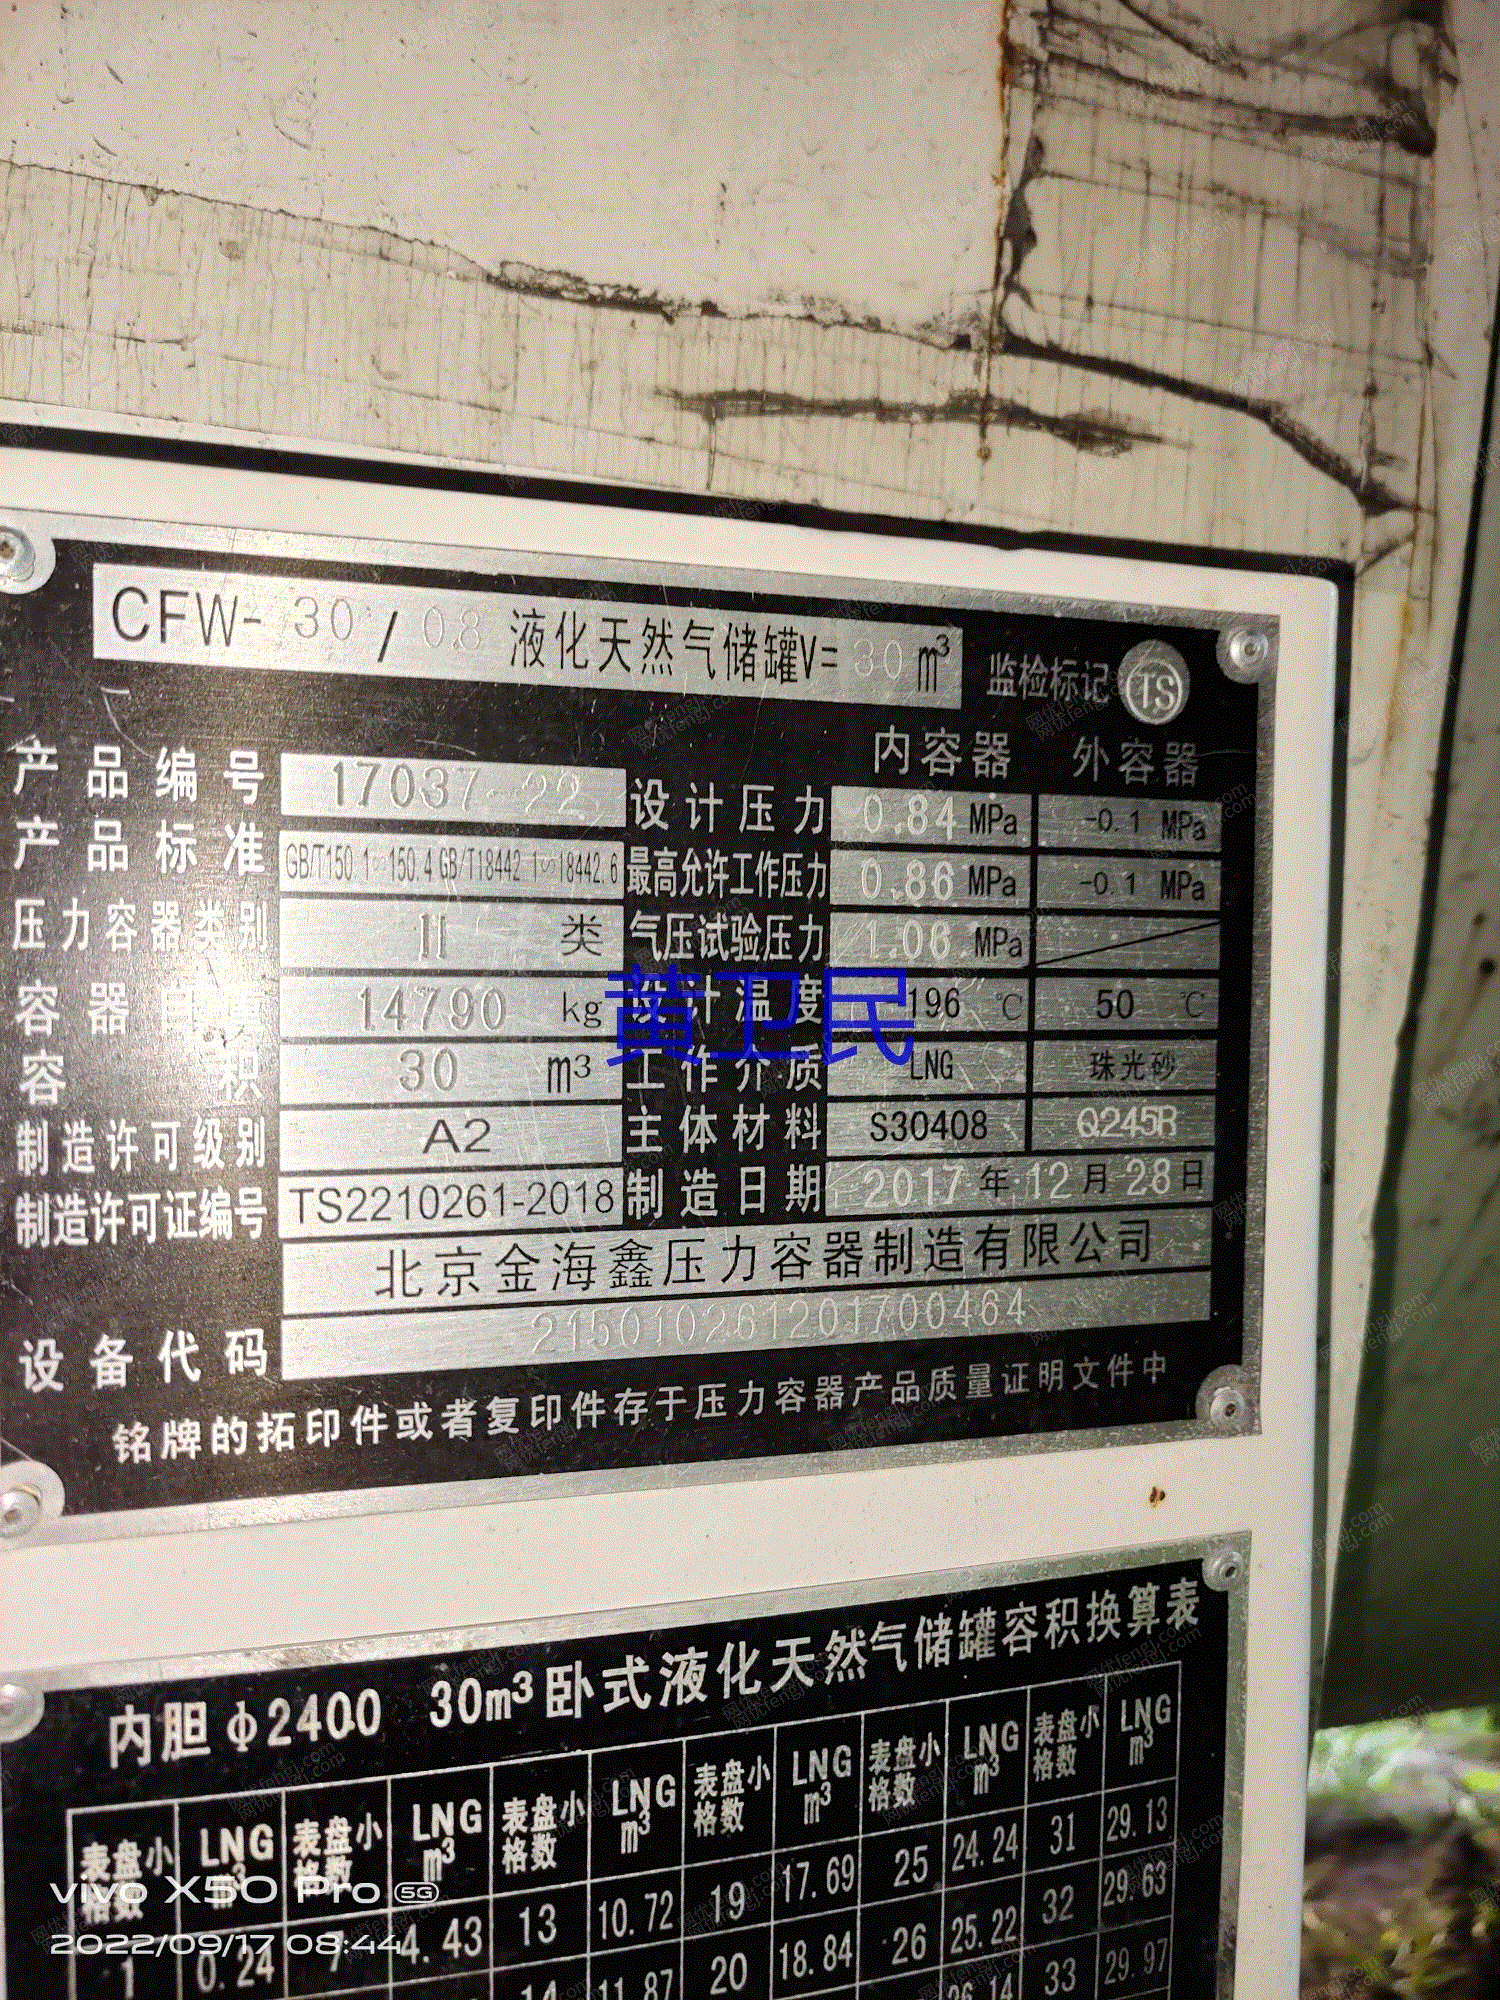 CFW-30/0.8 液化天然气储罐V=30m³ 监检标记 TS
内容器 外容器
产品编号 17037-22 设计压力 0.84MPa -0.1MPa
产品标准 GB/T150.1~150.4 GB/T18442.1~18442.6 最高允许工作压力 0.86MPa -0.1MPa
压力容器类别 II 类 气压试验压力 1.06MPa
容器自重 14790 kg 设计温度 -196 ℃ 50 ℃
黄卫民
容积 30 m³ 工作介质 LNG 珠光砂
制造许可级别 A2 主体材料 S30408 Q245R
制造许可证编号 TS2210261-2018 制造日期 2017年12月28日
北京金海鑫压力容器制造有限公司
设备代码 215010261201700464
铭牌的拓印件或者复印件存于压力容器产品质量证明文件中
内胆ф2400 30m³卧式液化天然气储罐容积换算表
表盘小格数 LNG m³ 表盘小格数 LNG m³ 表盘小格数 LNG m³ 表盘小格数 LNG m³ 表盘小格数 LNG m³ 表盘小格数 LNG m³
1 0.24 7 4.43 13 10.72 19 17.69 25 24.24 31 29.13
14 11.87 20 18.84 26 25.22 32 29.63
26.14 33 29.97
vivo X50 Pro 5G
2022/09/17 08:44